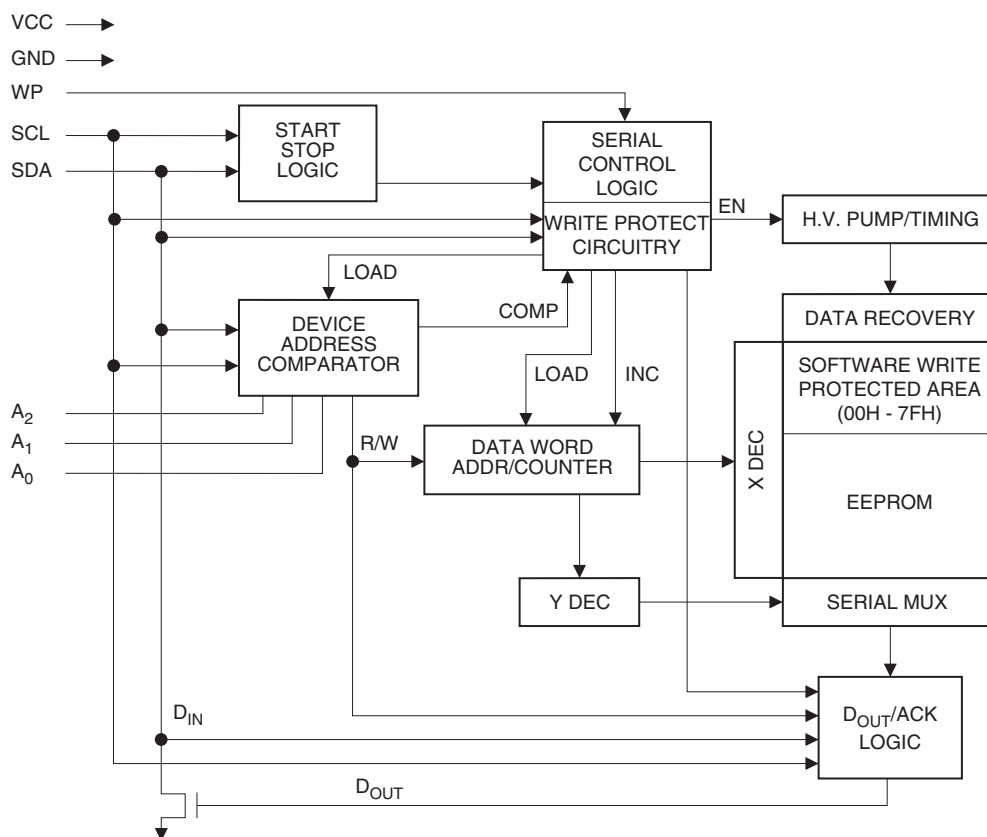 VCC
GND
WP
SCL
SDA
START
STOP
LOGIC
SERIAL
CONTROL
LOGIC
WRITE PROTECT
CIRCUITRY
EN
H.V. PUMP/TIMING
LOAD
COMP
DEVICE
ADDRESS
COMPARATOR
LOAD
INC
DATA RECOVERY
SOFTWARE WRITE
PROTECTED AREA
(00H - 7FH)
X DEC
EEPROM
A2
A1
A0
R/W
DATA WORD
ADDR/COUNTER
Y DEC
SERIAL MUX
DIN
DOUT/ACK
LOGIC
DOUT